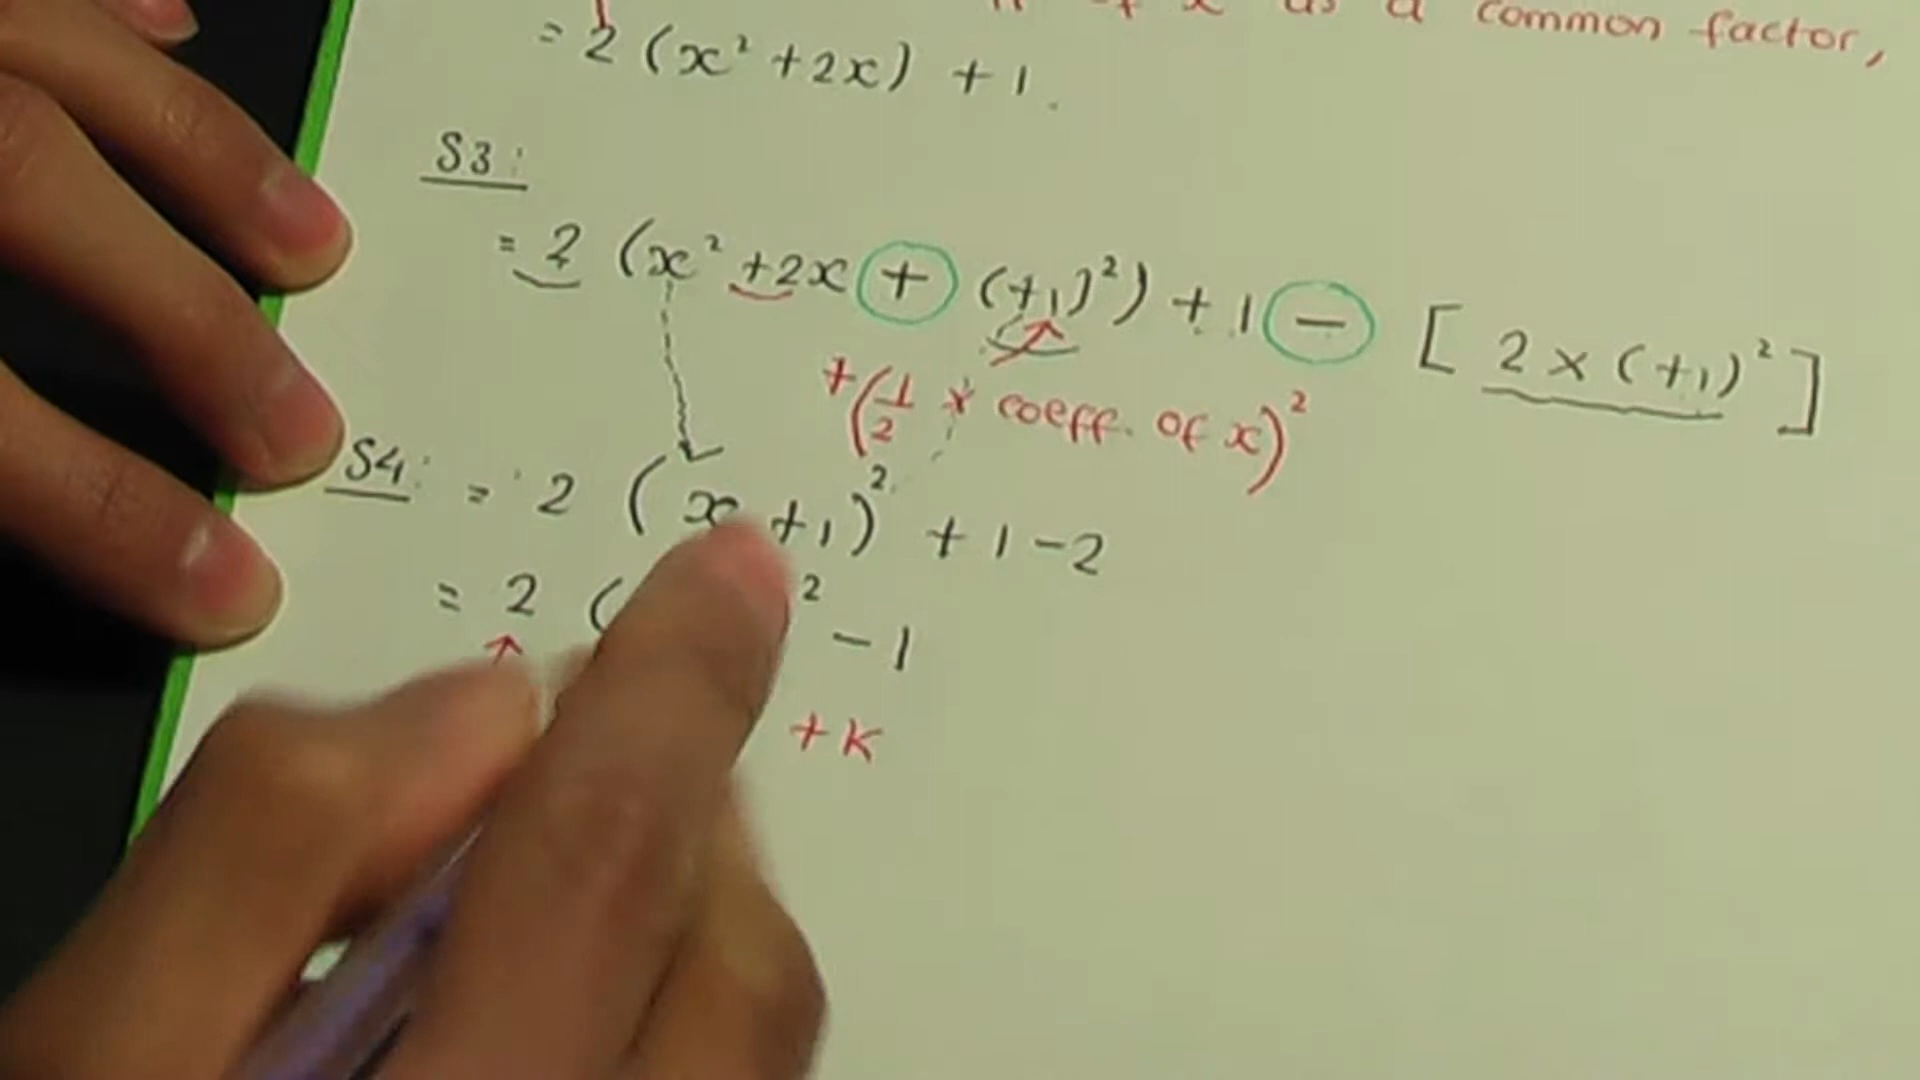 as a common factor,
= 2 (x² + 2x) + 1.
S3:
= 2 (x² + 2x + (+1)²) + 1 - [2 × (+1)²]
+(1/2 × coeff. of x)²
S4: = 2 (x + 1)² + 1 - 2
= 2 ( ² - 1
+ K